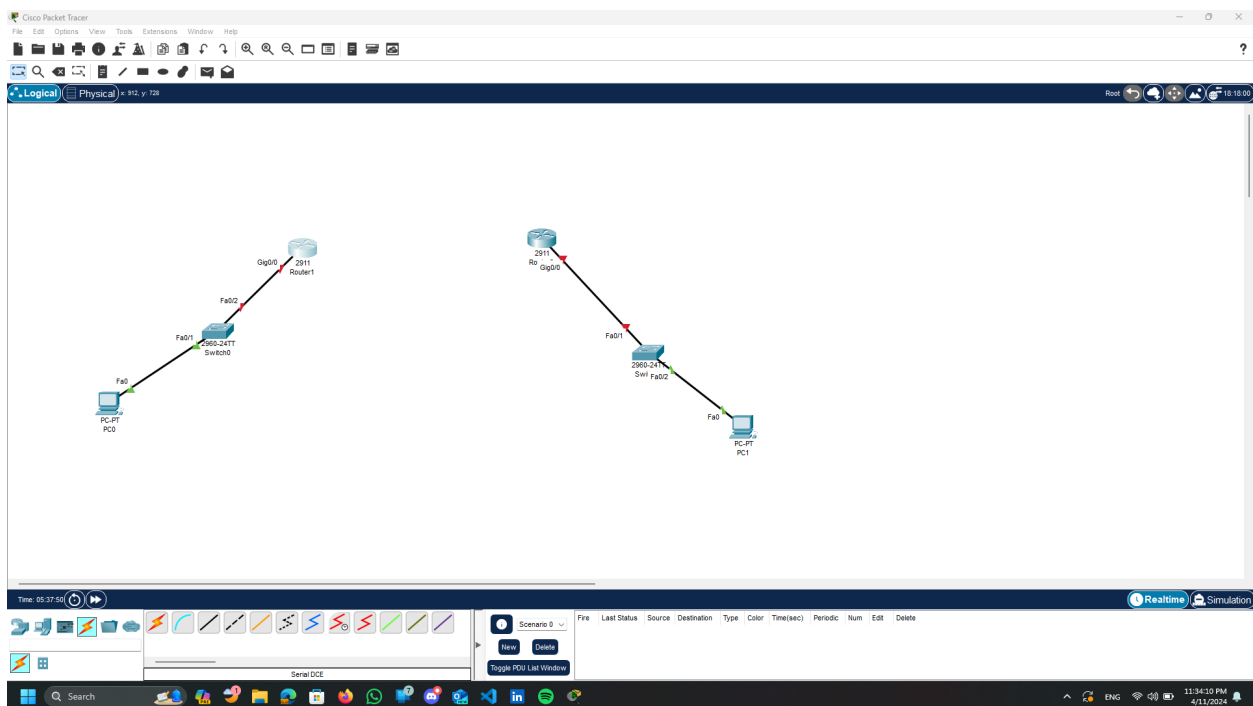 Cisco Packet Tracer
File Edit Options View Tools Extensions Window Help
?
Logical Physical x: 912, y: 728 Root 18:18:00
2911
Router1
Gig0/0
Fa0/2
Fa0/1
2960-24TT
Switch0
Fa0
PC-PT
PC0
2911
Ro
Gig0/0
Fa0/1
2960-24TT
Swi Fa0/2
Fa0
PC-PT
PC1
Time: 05:37:50 Realtime Simulation
Scenario 0
New Delete
Toggle PDU List Window
Fire Last Status Source Destination Type Color Time(sec) Periodic Num Edit Delete
Serial DCE
Search ENG 11:34:10 PM
4/11/2024